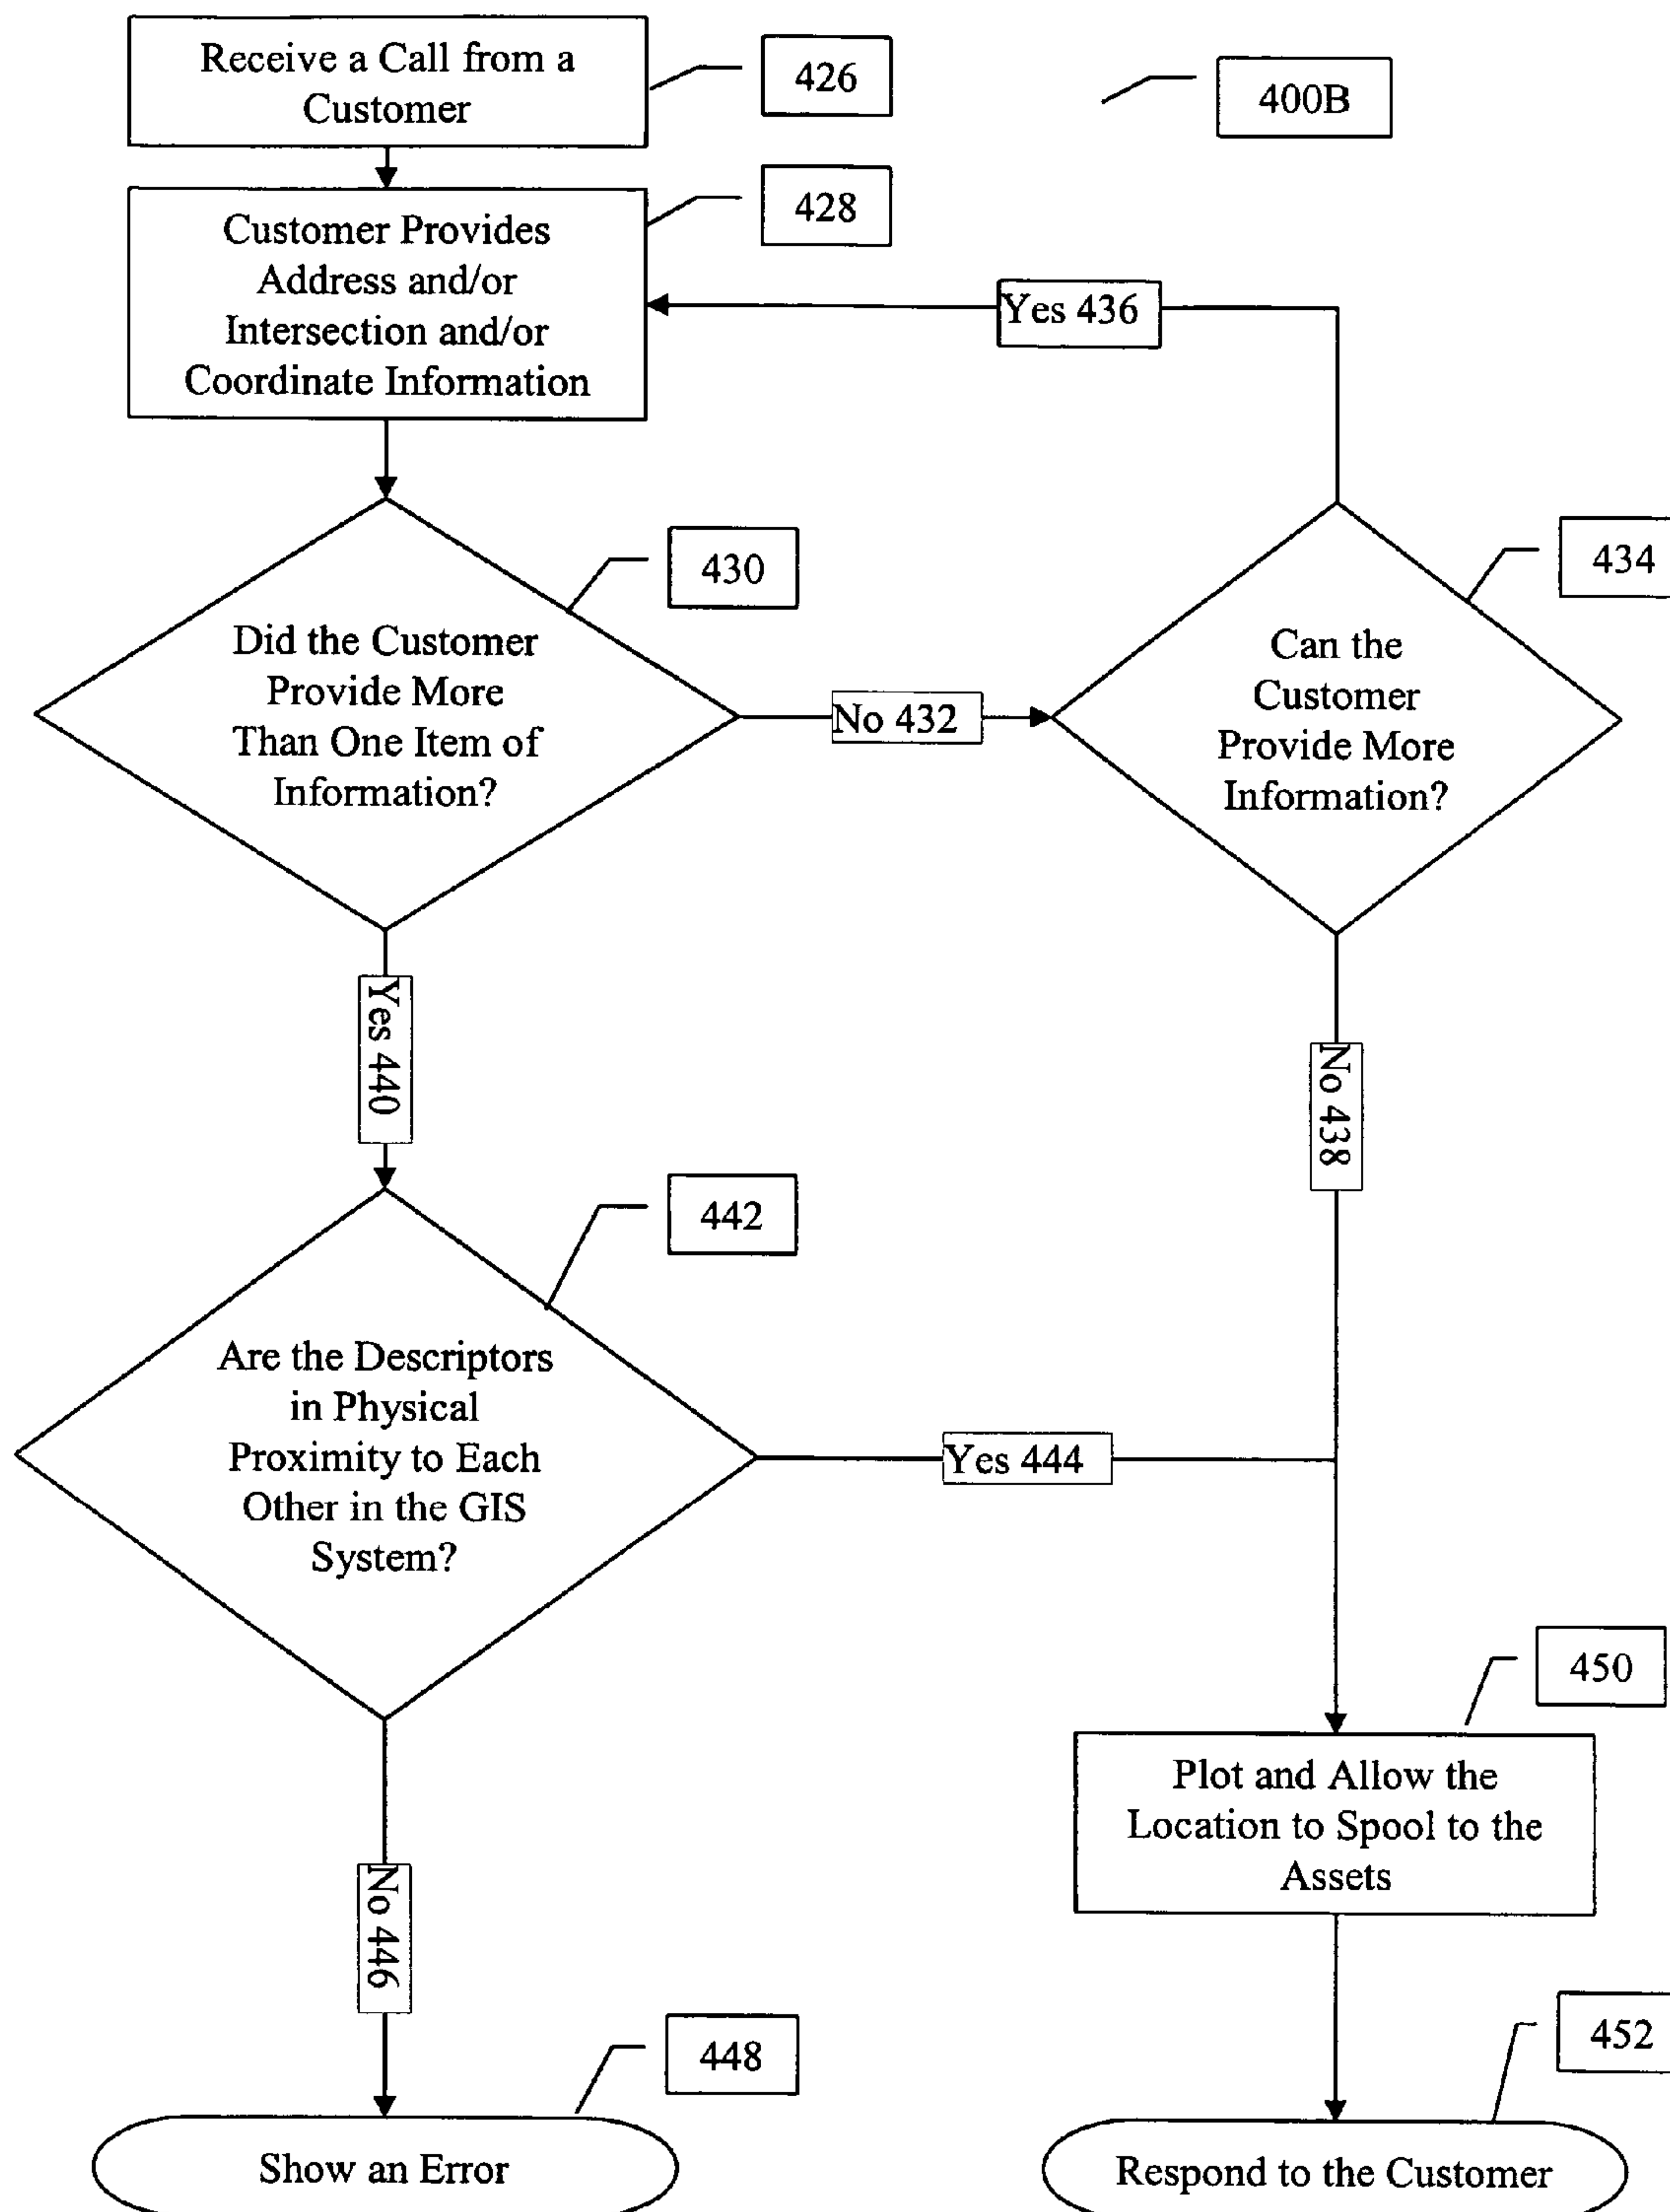 Receive a Call from a
Customer
426
400B
Customer Provides
Address and/or
Intersection and/or
Coordinate Information
428
Yes 436
Did the Customer
Provide More
Than One Item of
Information?
430
No 432
Can the
Customer
Provide More
Information?
434
Yes 440
No 438
Are the Descriptors
in Physical
Proximity to Each
Other in the GIS
System?
442
Yes 444
No 446
Plot and Allow the
Location to Spool to the
Assets
450
Show an Error
448
Respond to the Customer
452